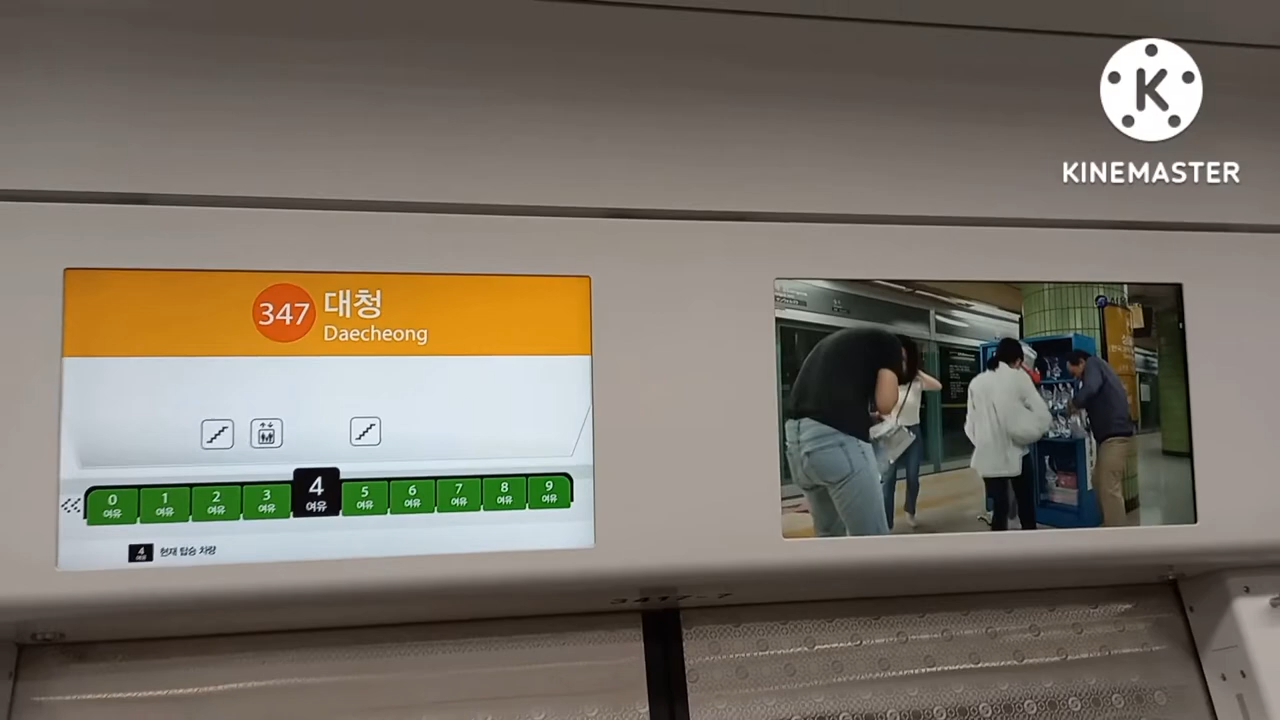 K
KINEMASTER
347 대청
Daecheong
0 1 2 3 4 5 6 7 8 9
여유 여유 여유 여유 여유 여유 여유 여유 여유 여유
4 현재 탑승 차량
여유